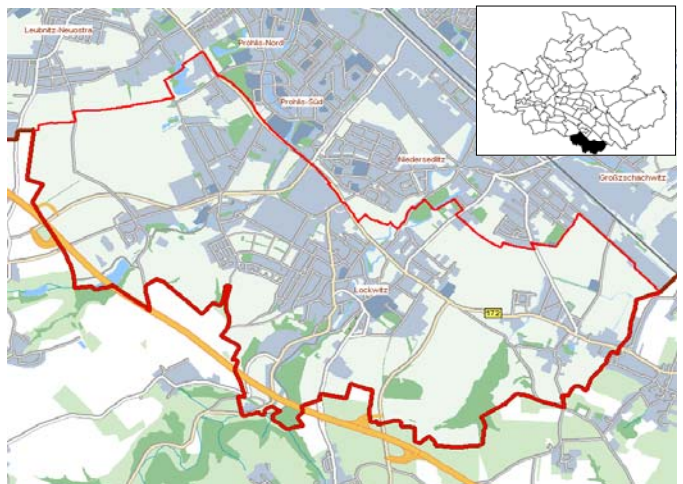 Leubnitz-Neuostra
Prohlis-Nord
Prohlis-Süd
Niedersedlitz
Großzschachwitz
Lockwitz
172